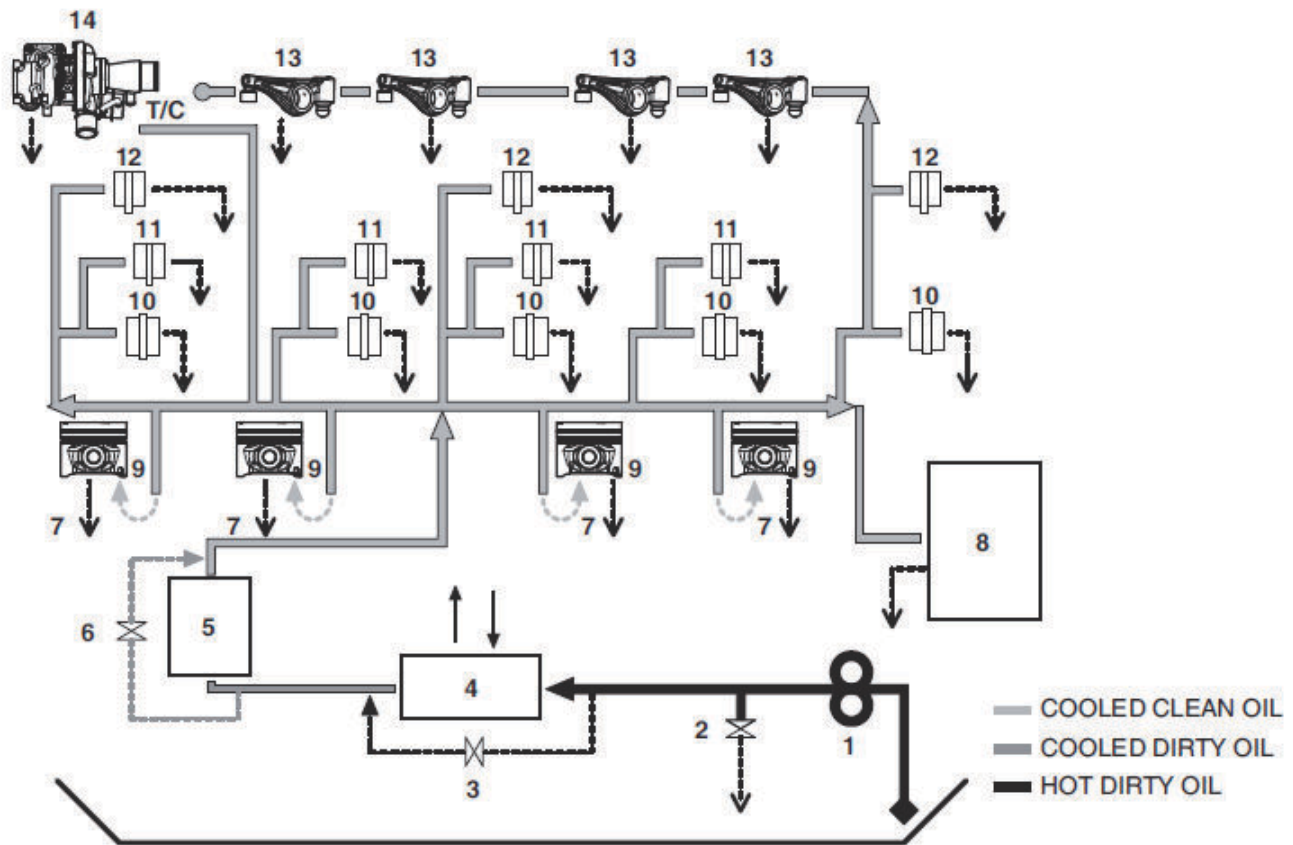 14
13 13 13 13
T/C
12 12 12
11 11 11 11
10 10 10 10 10
9 9 9 9
7 7 7 7
8
6 5
4
2 1
3
COOLED CLEAN OIL
COOLED DIRTY OIL
HOT DIRTY OIL